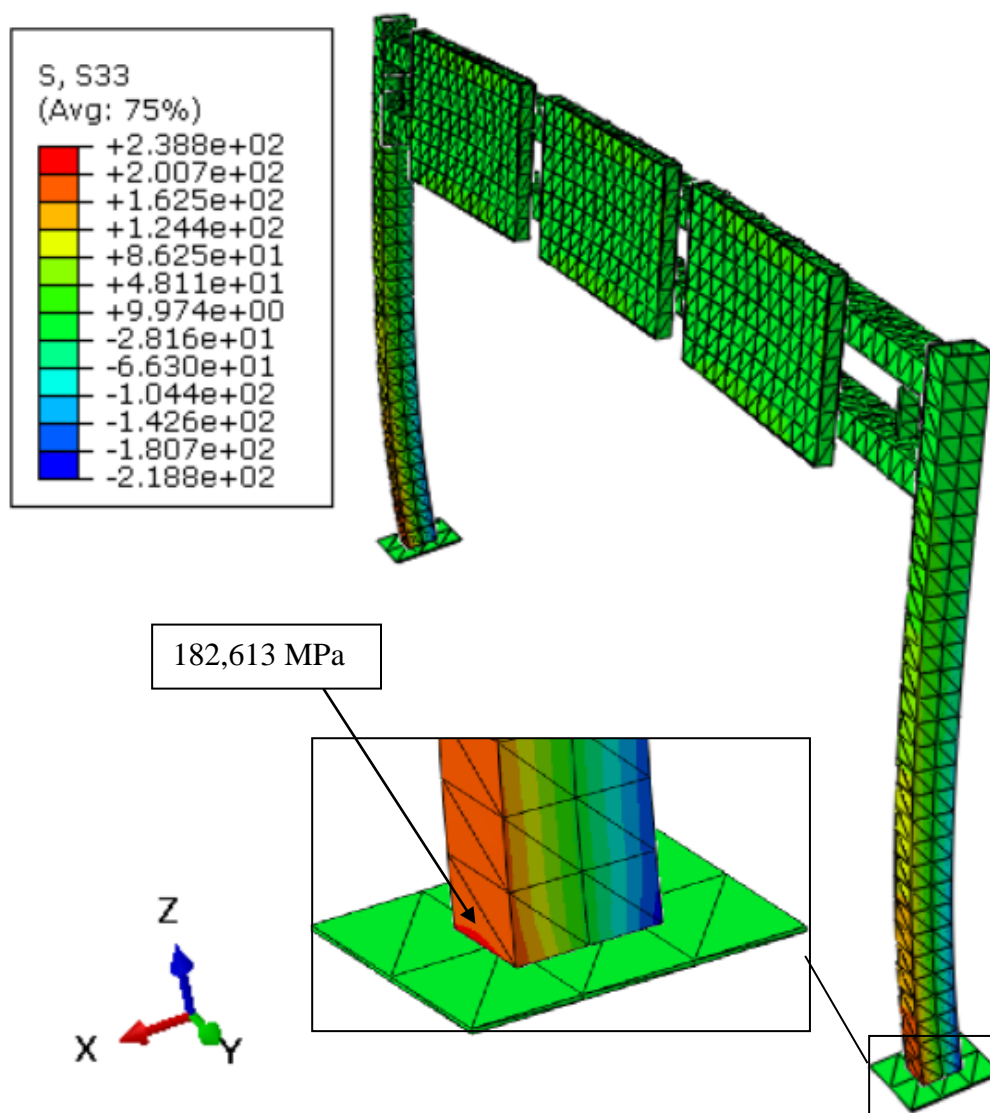 S, S33
(Avg: 75%)
+2.388e+02
+2.007e+02
+1.625e+02
+1.244e+02
+8.625e+01
+4.811e+01
+9.974e+00
-2.816e+01
-6.630e+01
-1.044e+02
-1.426e+02
-1.807e+02
-2.188e+02
182,613 MPa
Z
X
Y